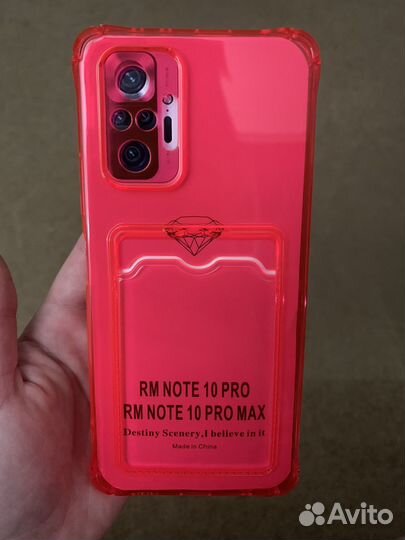 RM NOTE 10 PRO
RM NOTE 10 PRO MAX
Destiny Scenery,I believe in it
Made in China
Avito